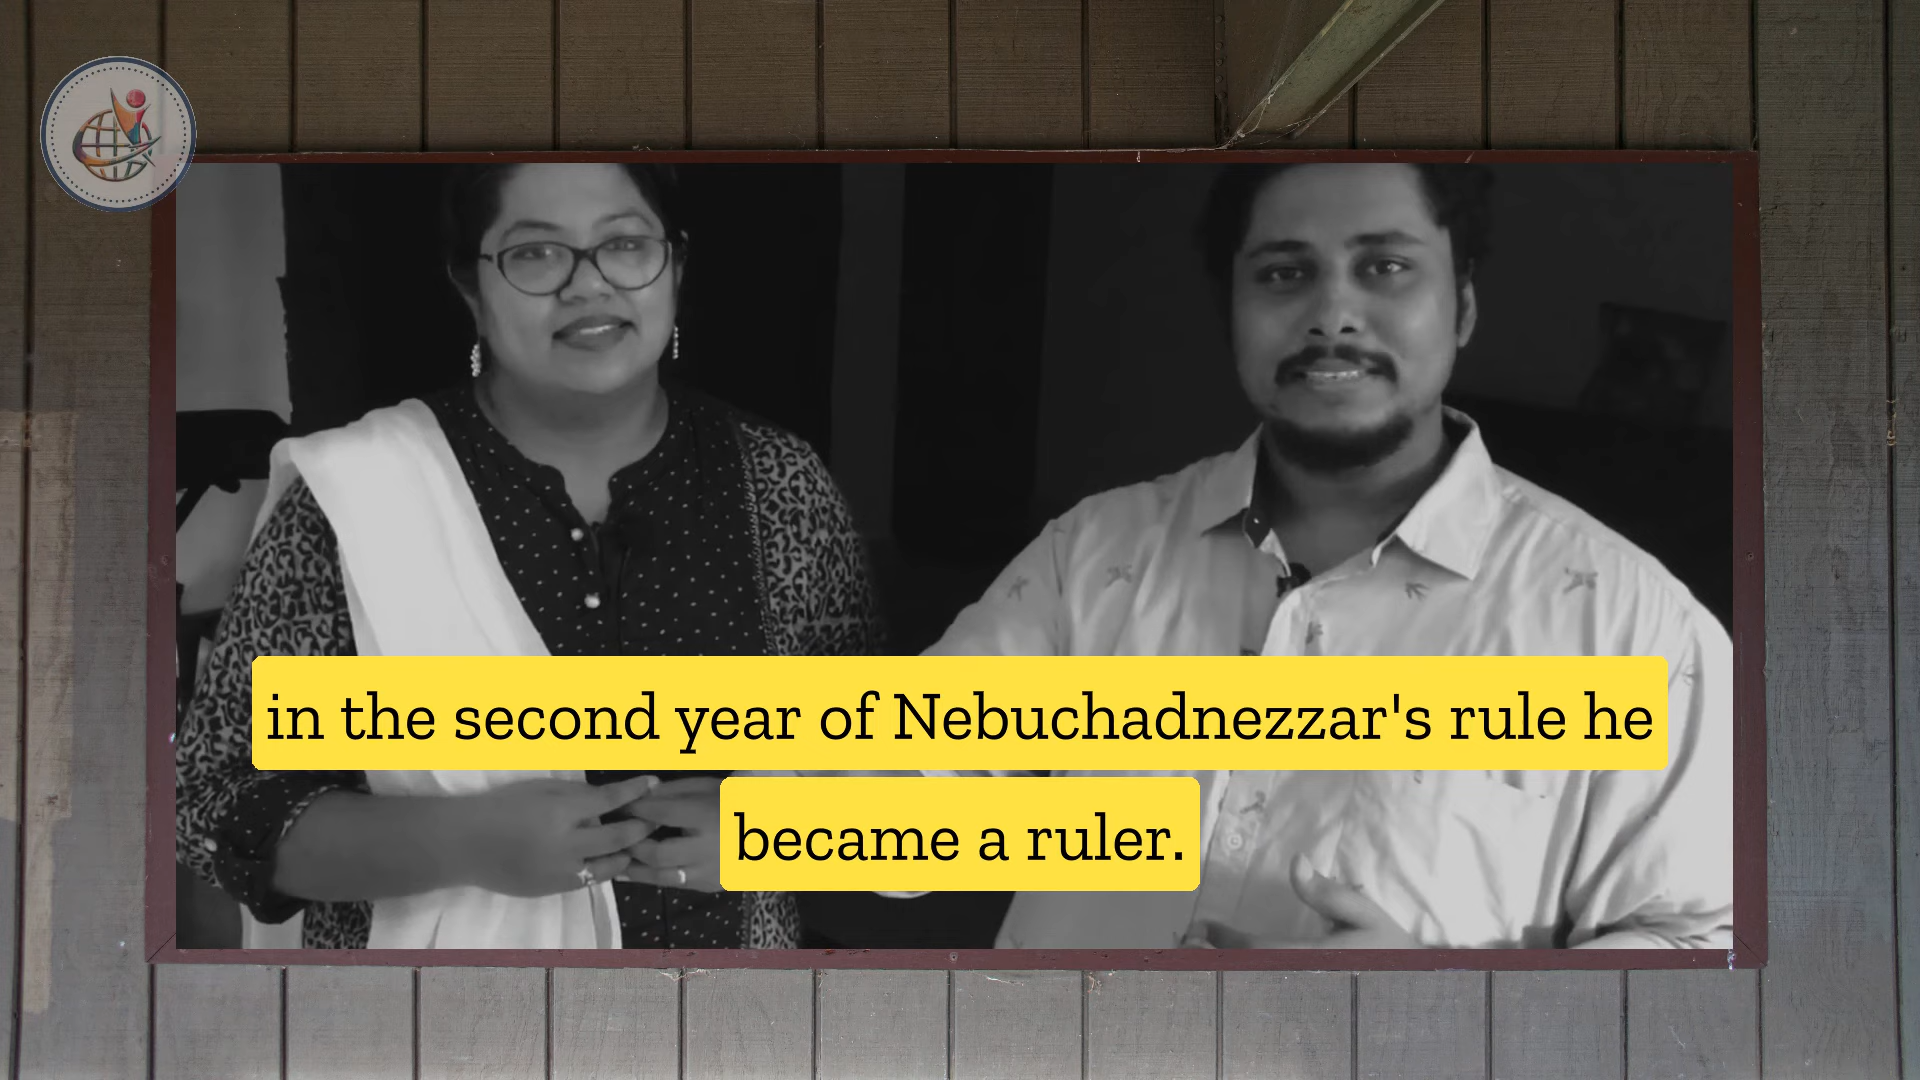 in the second year of Nebuchadnezzar's rule he
became a ruler.